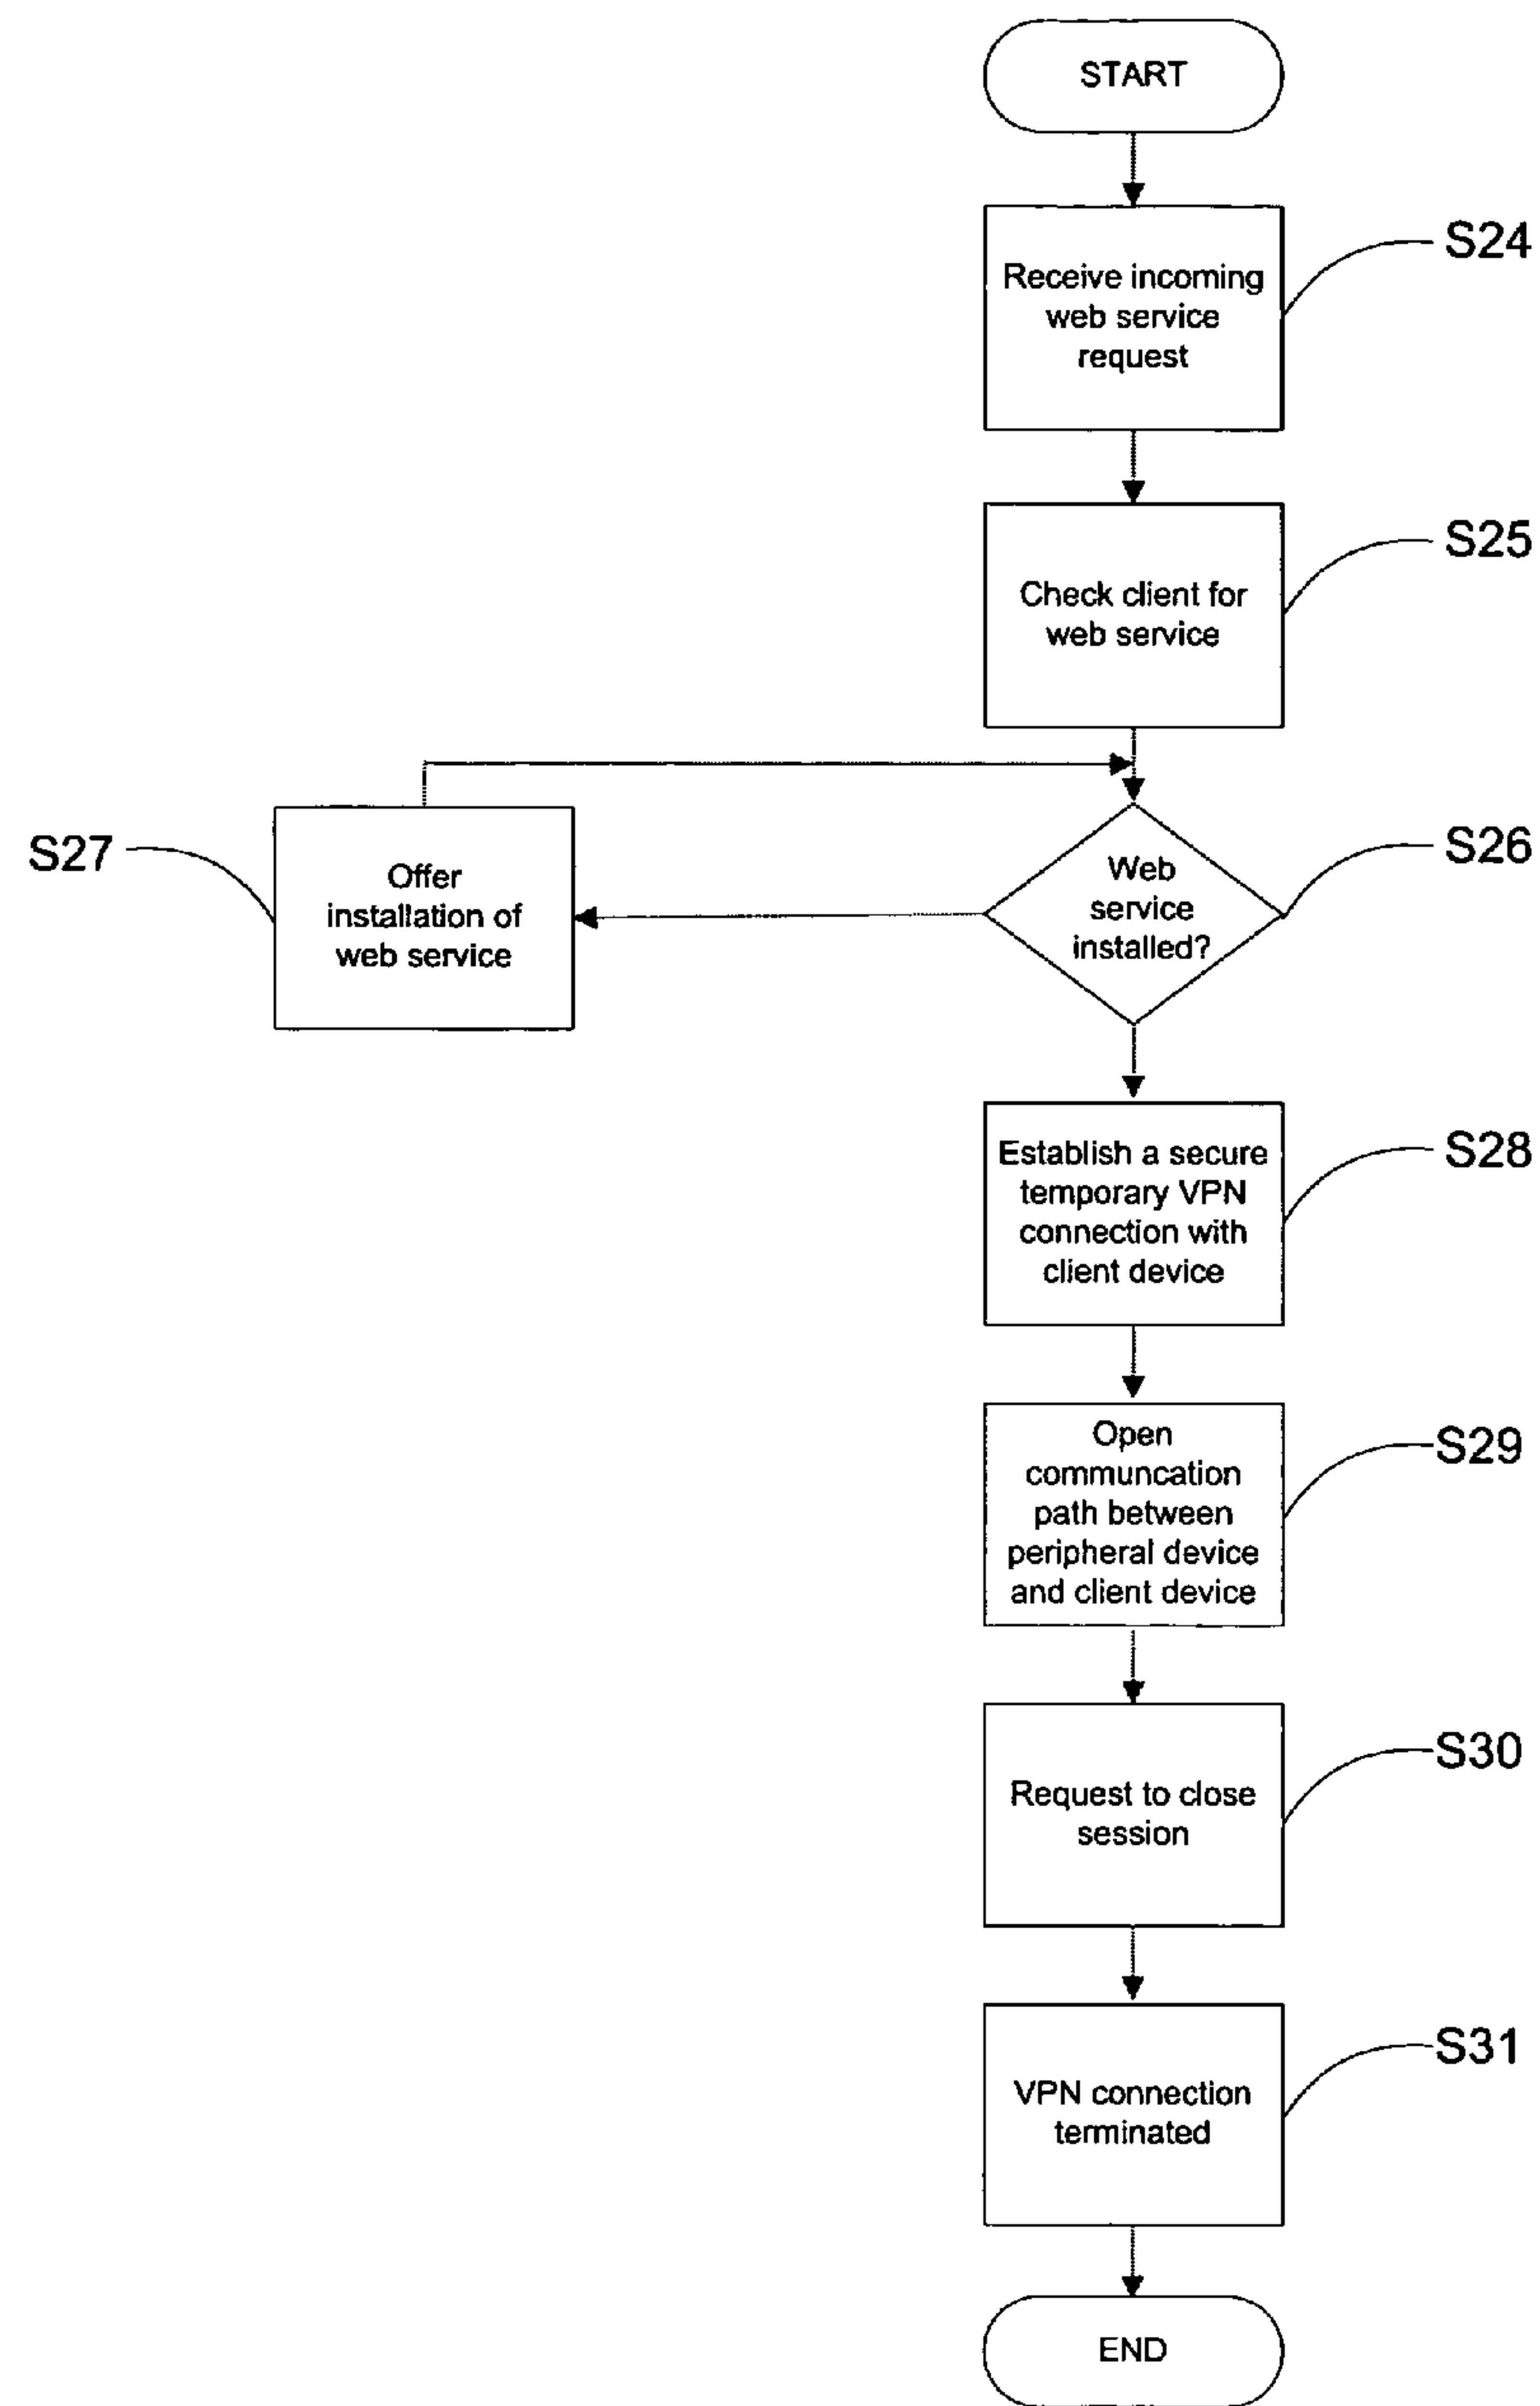 START
S24
Receive incoming
web service
request
S25
Check client for
web service
S27
Offer
installation of
web service
S26
Web
service
installed?
S28
Establish a secure
temporary VPN
connection with
client device
S29
Open
communcation
path between
peripheral device
and client device
S30
Request to close
session
S31
VPN connection
terminated
END